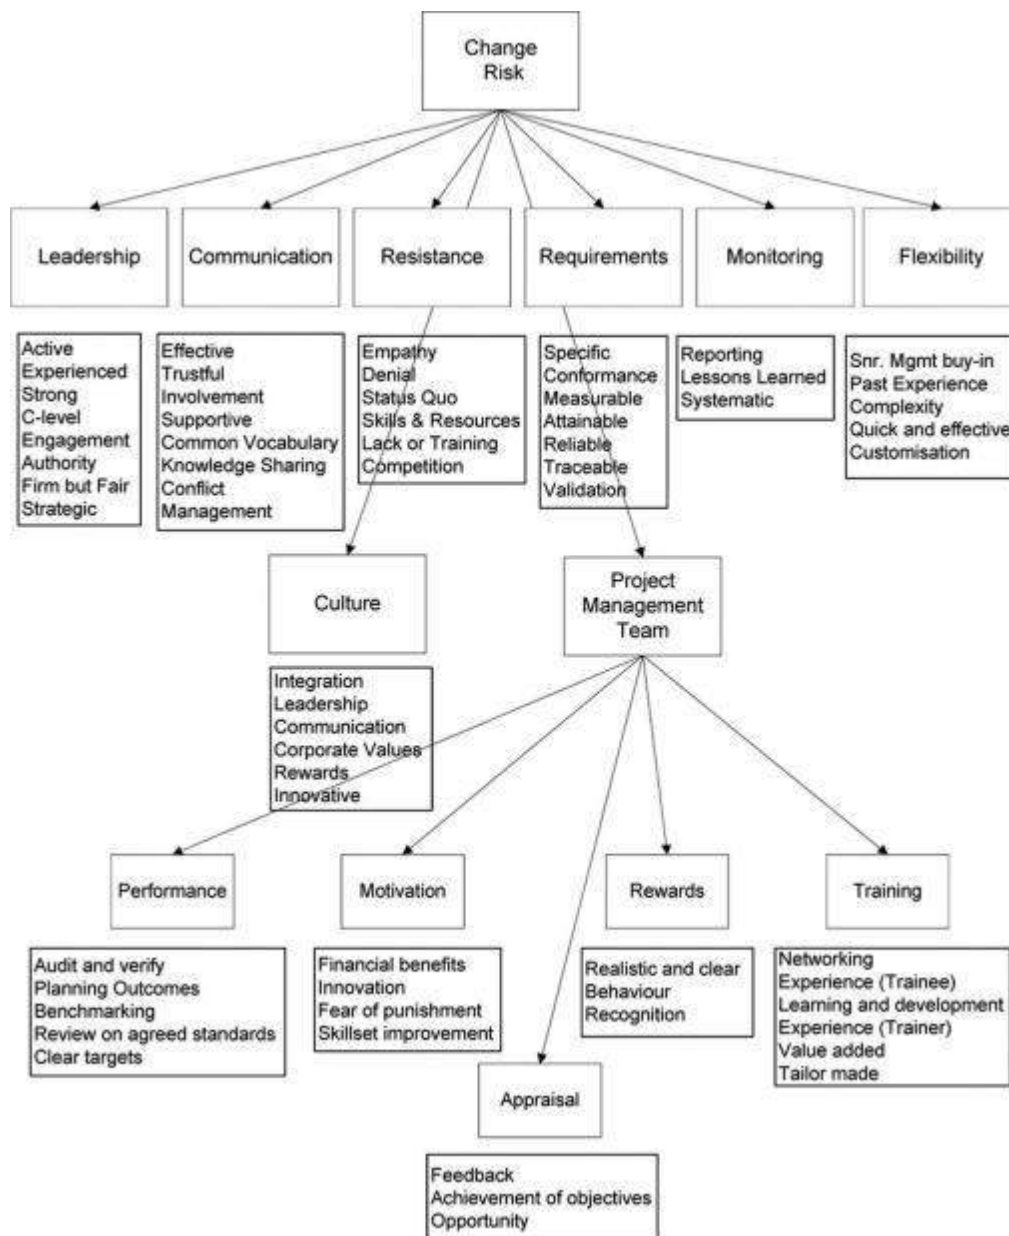 Change
Risk
Leadership
Communication
Resistance
Requirements
Monitoring
Flexibility
Active
Experienced
Strong
C-level
Engagement
Authority
Firm but Fair
Strategic
Effective
Trustful
Involvement
Supportive
Common Vocabulary
Knowledge Sharing
Conflict
Management
Empathy
Denial
Status Quo
Skills & Resources
Lack or Training
Competition
Specific
Conformance
Measurable
Attainable
Reliable
Traceable
Validation
Reporting
Lessons Learned
Systematic
Snr. Mgmt buy-in
Past Experience
Complexity
Quick and effective
Customisation
Culture
Project
Management
Team
Integration
Leadership
Communication
Corporate Values
Rewards
Innovative
Performance
Motivation
Rewards
Training
Audit and verify
Planning Outcomes
Benchmarking
Review on agreed standards
Clear targets
Financial benefits
Innovation
Fear of punishment
Skillset improvement
Realistic and clear
Behaviour
Recognition
Networking
Experience (Trainee)
Learning and development
Experience (Trainer)
Value added
Tailor made
Appraisal
Feedback
Achievement of objectives
Opportunity